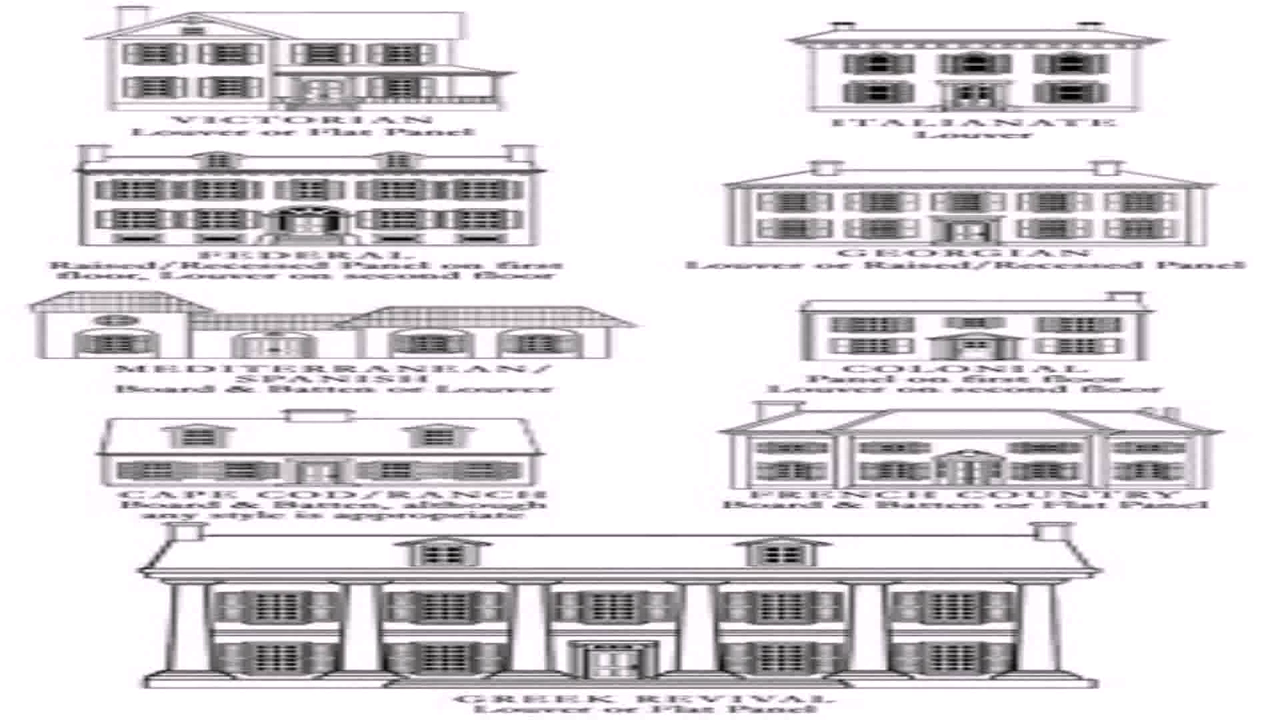 VICTORIAN
Louver or Flat Panel
ITALIANATE
Louver
FEDERAL
Raised/Recessed Panel on first
floor, Louver on second floor
GEORGIAN
Louver or Raised/Recessed Panel
MEDITERRANEAN/
SPANISH
Board & Batten or Louver
COLONIAL
Panel on first floor
Louver on second floor
CAPE COD/RANCH
Board & Batten, although
any style is appropriate
FRENCH COUNTRY
Board & Batten or Flat Panel
GREEK REVIVAL
Louver or Flat Panel